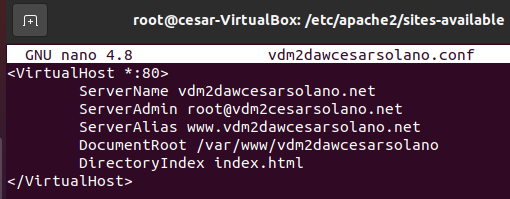 root@cesar-VirtualBox: /etc/apache2/sites-available
GNU nano 4.8 vdm2dawcesarsolano.conf
<VirtualHost *:80>
ServerName vdm2dawcesarsolano.net
ServerAdmin root@vdm2cesarsolano.net
ServerAlias www.vdm2dawcesarsolano.net
DocumentRoot /var/www/vdm2dawcesarsolano
DirectoryIndex index.html
</VirtualHost>